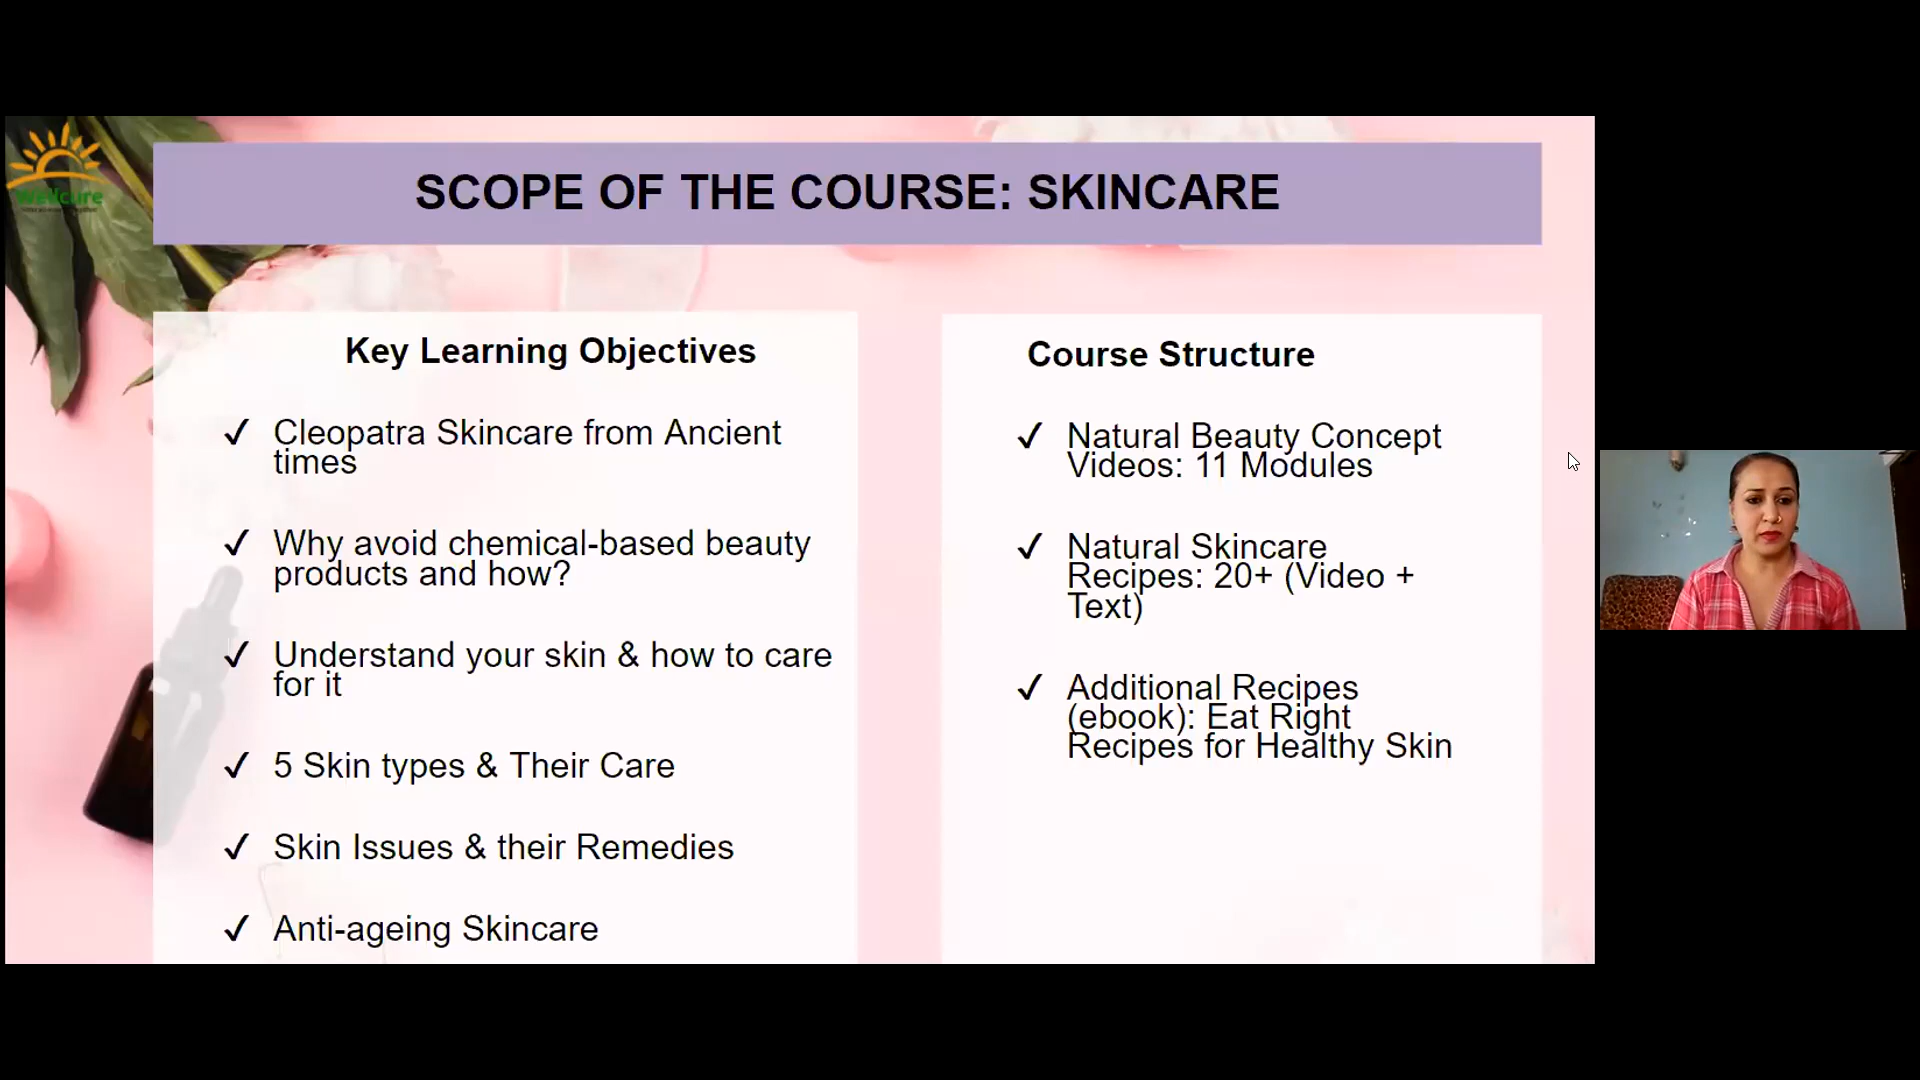 Wellcure
SCOPE OF THE COURSE: SKINCARE
Key Learning Objectives
✓ Cleopatra Skincare from Ancient
times
✓ Why avoid chemical-based beauty
products and how?
✓ Understand your skin & how to care
for it
✓ 5 Skin types & Their Care
✓ Skin Issues & their Remedies
✓ Anti-ageing Skincare
Course Structure
✓ Natural Beauty Concept
Videos: 11 Modules
✓ Natural Skincare
Recipes: 20+ (Video +
Text)
✓ Additional Recipes
(ebook): Eat Right
Recipes for Healthy Skin